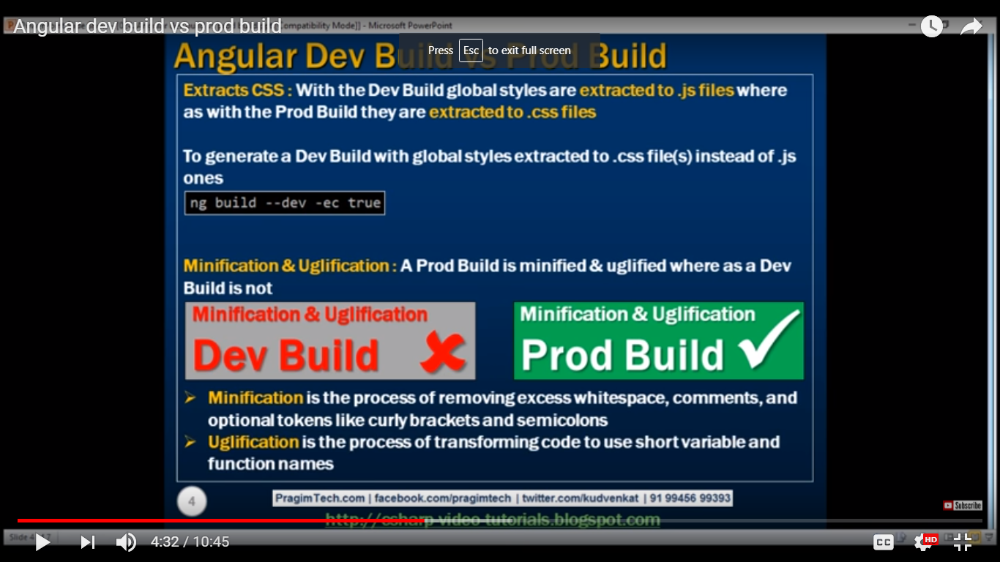 Angular dev build vs prod build
Compatibility Mode]] - Microsoft PowerPoint
Press Esc to exit full screen
Angular Dev Build vs Prod Build
Extracts CSS : With the Dev Build global styles are extracted to .js files where
as with the Prod Build they are extracted to .css files
To generate a Dev Build with global styles extracted to .css file(s) instead of .js
ones
ng build --dev -ec true
Minification & Uglification : A Prod Build is minified & uglified where as a Dev
Build is not
Minification & Uglification
Dev Build
Minification & Uglification
Prod Build
Minification is the process of removing excess whitespace, comments, and
optional tokens like curly brackets and semicolons
Uglification is the process of transforming code to use short variable and
function names
4
PragimTech.com | facebook.com/pragimtech | twitter.com/kudvenkat | 91 99456 99393
Subscribe
http://csharp-video-tutorials.blogspot.com
Slide 4
4:32 / 10:45
CC
HD